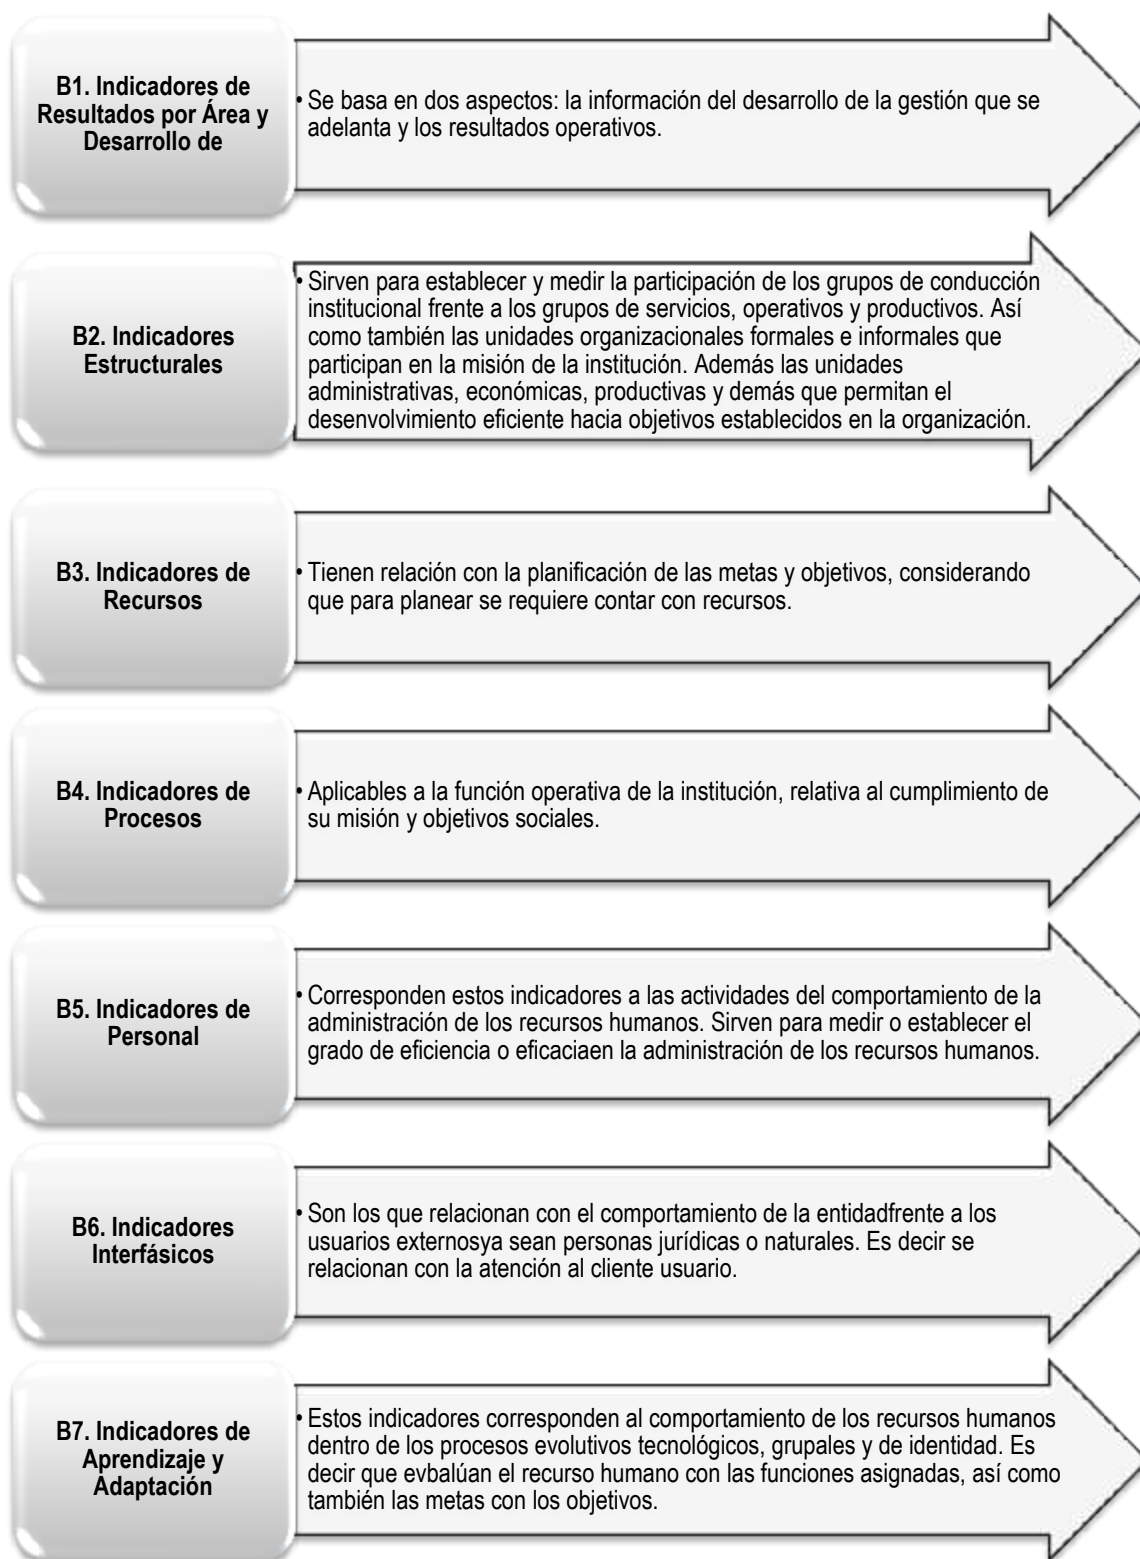 B1. Indicadores de
Resultados por Área y
Desarrollo de
• Se basa en dos aspectos: la información del desarrollo de la gestión que se
adelanta y los resultados operativos.
B2. Indicadores
Estructurales
• Sirven para establecer y medir la participación de los grupos de conducción
institucional frente a los grupos de servicios, operativos y productivos. Así
como también las unidades organizacionales formales e informales que
participan en la misión de la institución. Además las unidades
administrativas, económicas, productivas y demás que permitan el
desenvolvimiento eficiente hacia objetivos establecidos en la organización.
B3. Indicadores de
Recursos
• Tienen relación con la planificación de las metas y objetivos, considerando
que para planear se requiere contar con recursos.
B4. Indicadores de
Procesos
• Aplicables a la función operativa de la institución, relativa al cumplimiento de
su misión y objetivos sociales.
B5. Indicadores de
Personal
• Corresponden estos indicadores a las actividades del comportamiento de la
administración de los recursos humanos. Sirven para medir o establecer el
grado de eficiencia o eficaciaen la administración de los recursos humanos.
B6. Indicadores
Interfásicos
• Son los que relacionan con el comportamiento de la entidadfrente a los
usuarios externosya sean personas jurídicas o naturales. Es decir se
relacionan con la atención al cliente usuario.
B7. Indicadores de
Aprendizaje y
Adaptación
• Estos indicadores corresponden al comportamiento de los recursos humanos
dentro de los procesos evolutivos tecnológicos, grupales y de identidad. Es
decir que evbalúan el recurso humano con las funciones asignadas, así como
también las metas con los objetivos.